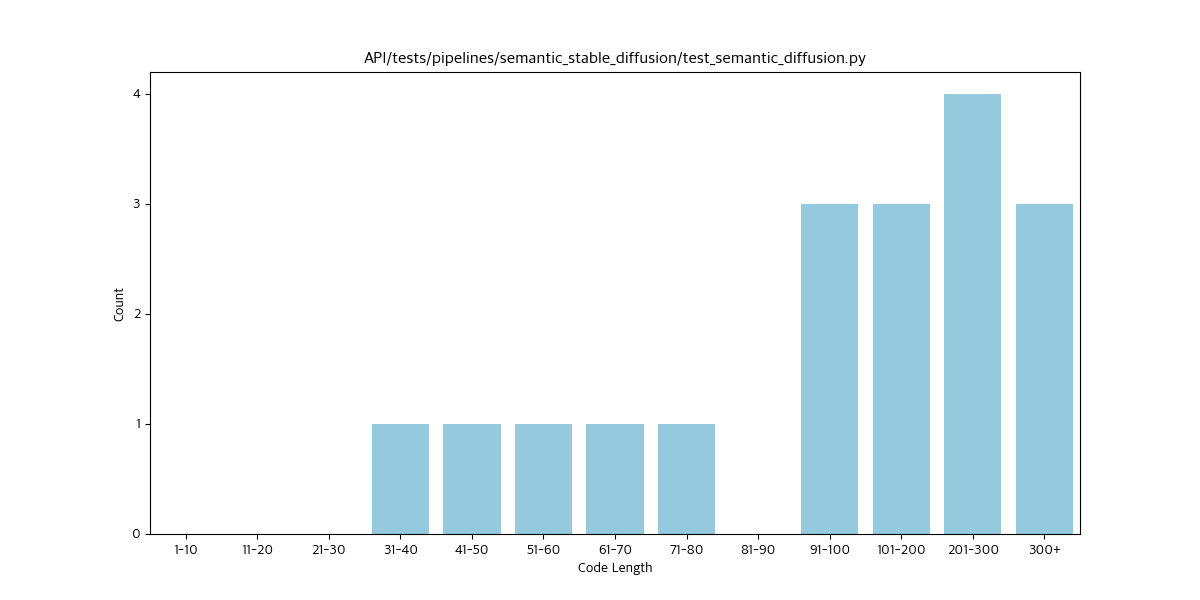 API/tests/pipelines/semantic_stable_diffusion/test_semantic_diffusion.py
4
3
2
1
0
Count
1-10 11-20 21-30 31-40 41-50 51-60 61-70 71-80 81-90 91-100 101-200 201-300 300+
Code Length